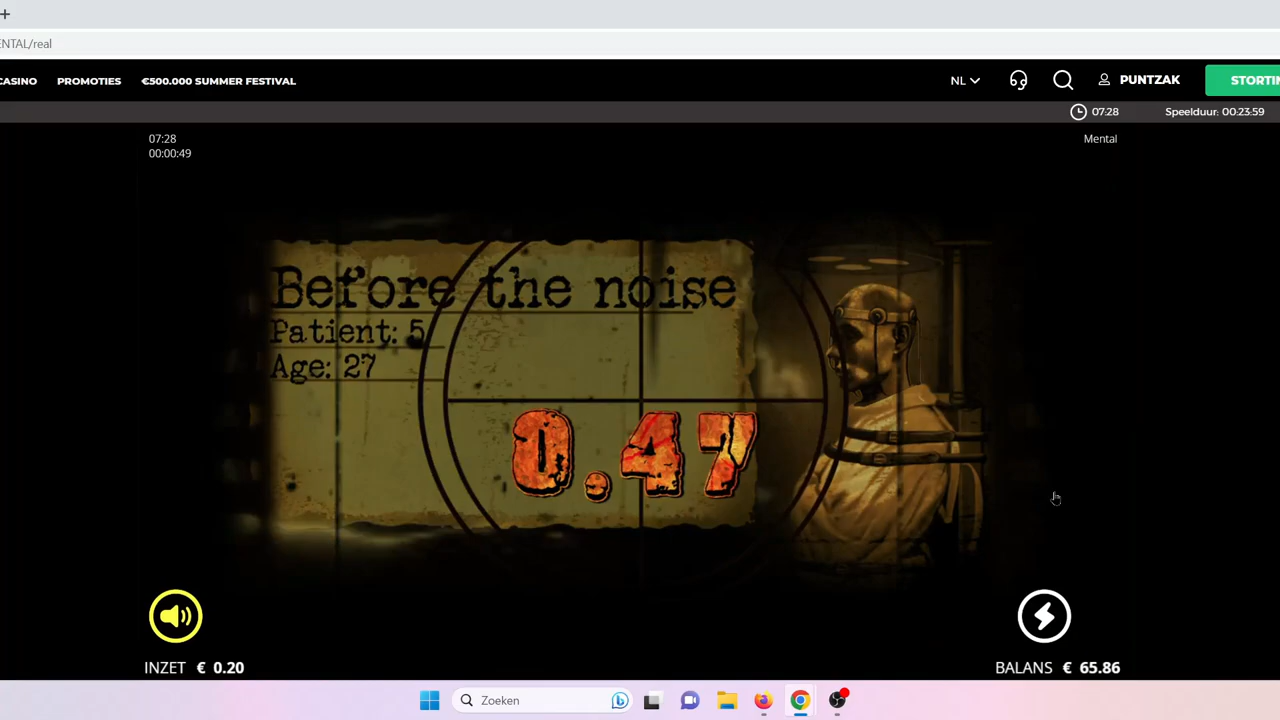 ENTAL/real
CASINO PROMOTIES €500.000 SUMMER FESTIVAL NL PUNTZAK STORTIN
07:28 Speelduur: 00:23:59
07:28 Mental
00:00:49
Before the noise
Patient: 5
Age: 27
0.47
INZET € 0.20 BALANS € 65.86
Zoeken